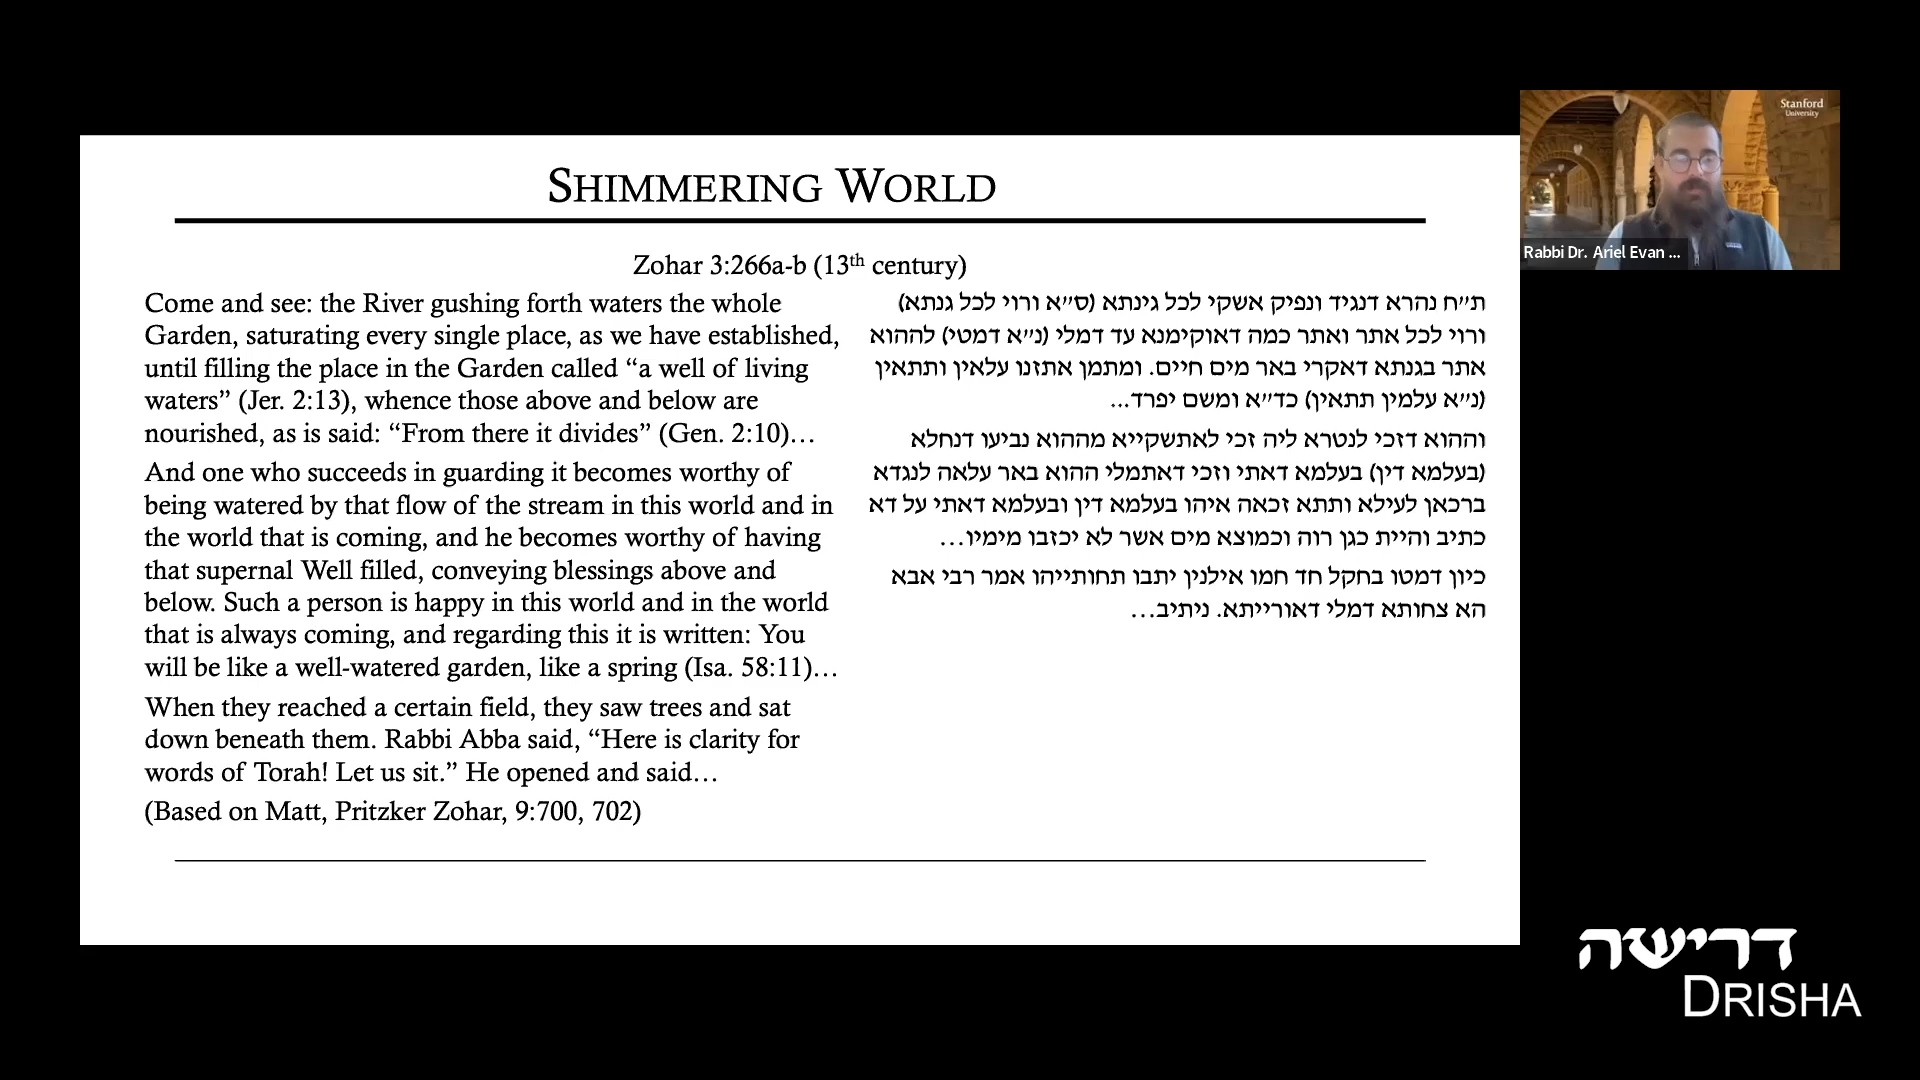 SHIMMERING WORLD
Zohar 3:266a-b (13th century)
Come and see: the River gushing forth waters the whole
Garden, saturating every single place, as we have established,
until filling the place in the Garden called “a well of living
waters” (Jer. 2:13), whence those above and below are
nourished, as is said: “From there it divides” (Gen. 2:10)…
And one who succeeds in guarding it becomes worthy of
being watered by that flow of the stream in this world and in
the world that is coming, and he becomes worthy of having
that supernal Well filled, conveying blessings above and
below. Such a person is happy in this world and in the world
that is always coming, and regarding this it is written: You
will be like a well-watered garden, like a spring (Isa. 58:11)…
When they reached a certain field, they saw trees and sat
down beneath them. Rabbi Abba said, “Here is clarity for
words of Torah! Let us sit.” He opened and said…
(Based on Matt, Pritzker Zohar, 9:700, 702)
ת״ח נהרא דנגיד ונפיק אשקי לכל גינתא (ס״א ורוי לכל גנתא)
ורוי לכל אתר ואתר כמה דאוקימנא עד דמלי (נ״א דמטי) לההוא
אתר בגנתא דאקרי באר מים חיים. ומתמן אתזנו עלאין ותתאין
(נ״א עלמין תתאין) כד״א ומשם יפרד...
וההוא דזכי לנטרא ליה זכי לאתשקייא מההוא נביעו דנחלא
(בעלמא דין) בעלמא דאתי וזכי דאתמלי ההוא באר עלאה לנגדא
ברכאן לעילא ותתא זכאה איהו בעלמא דין ובעלמא דאתי על דא
כתיב והיית כגן רוה וכמוצא מים אשר לא יכזבו מימיו…
כיון דמטו בחקל חד חמו אילנין יתבו תחותייהו אמר רבי אבא
הא צחותא דמלי דאורייתא. ניתיב…
Stanford
University
Rabbi Dr. Ariel Evan ...
דרישה
DRISHA